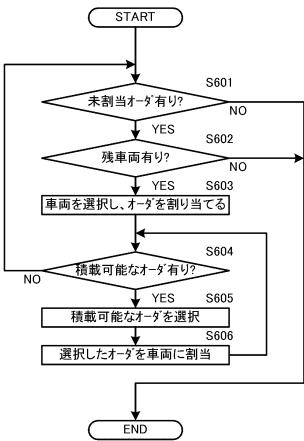 START
S601
未割当ｵｰﾀﾞ有り?
NO
YES
S602
残車両有り?
NO
YES
S603
車両を選択し、ｵｰﾀﾞを割り当てる
S604
積載可能なｵｰﾀﾞ有り?
NO
YES
S605
積載可能なｵｰﾀﾞを選択
S606
選択したｵｰﾀﾞを車両に割当
END